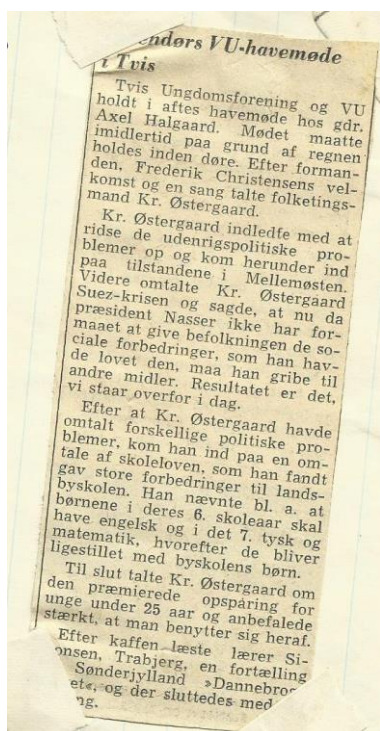 endørs VU-havemøde
i Tvis
Tvis Ungdomsforening og VU
holdt i aftes havemøde hos gdr.
Axel Halgaard. Mødet maatte
imidlertid paa grund af regnen
holdes inden døre. Efter forman-
den, Frederik Christensens vel-
komst og en sang talte folketings-
mand Kr. Østergaard.
Kr. Østergaard indledte med at
ridse de udenrigspolitiske pro-
blemer op og kom herunder ind
paa tilstandene i Mellemøsten.
Videre omtalte Kr. Østergaard
Suez-krisen og sagde, at nu da
præsident Nasser ikke har for-
maaet at give befolkningen de so-
ciale forbedringer, som han hav-
de lovet den, maa han gribe til
andre midler. Resultatet er det,
vi staar overfor i dag.
Efter at Kr. Østergaard havde
omtalt forskellige politiske pro-
blemer, kom han ind paa en om-
tale af skoleloven, som han fandt
gav store forbedringer til lands-
byskolen. Han nævnte bl. a. at
børnene i deres 6. skoleaar skal
have engelsk og i det 7. tysk og
matematik, hvorefter de bliver
ligestillet med byskolens børn.
Til slut talte Kr. Østergaard om
den præmierede opsparing for
unge under 25 aar og anbefalede
stærkt, at man benytter sig heraf.
Efter kaffen læste lærer Si-
onsen, Trabjerg, en fortælling
Sønderjylland »Dannebro
et«, og der sluttedes med
ng.